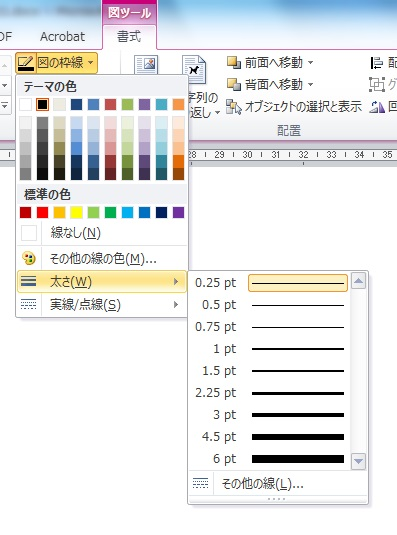 図ツール
DF Acrobat 書式
図の枠線
前面へ移動
背面へ移動
字列の
返し
オブジェクトの選択と表示
配置
テーマの色
28 29 30 31 32 33 34 35
標準の色
線なし(N)
その他の線の色(M)...
太さ(W)
実線/点線(S)
0.25 pt
0.5 pt
0.75 pt
1 pt
1.5 pt
2.25 pt
3 pt
4.5 pt
6 pt
その他の線(L)...